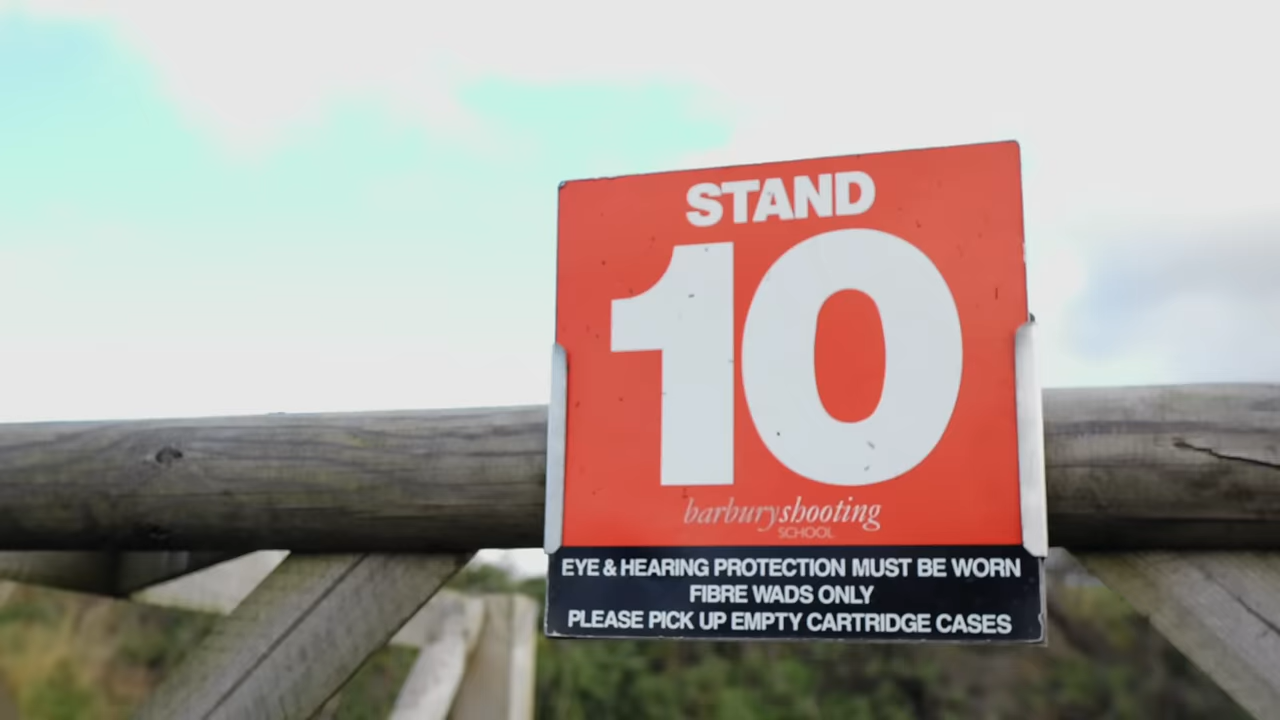 STAND
10
barburyshooting
SCHOOL
EYE & HEARING PROTECTION MUST BE WORN
FIBRE WADS ONLY
PLEASE PICK UP EMPTY CARTRIDGE CASES